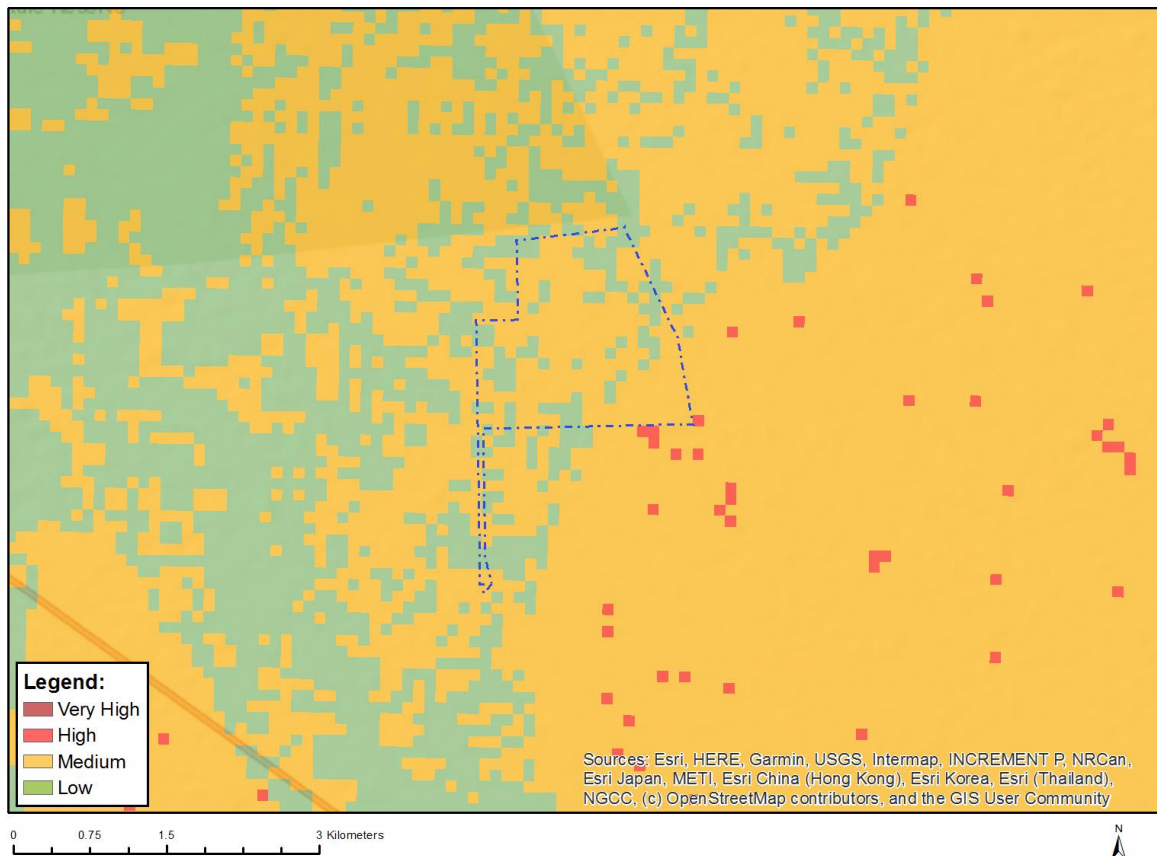 Legend:
Very High
High
Medium
Low
Sources: Esri, HERE, Garmin, USGS, Intermap, INCREMENT P, NRCan,
Esri Japan, METI, Esri China (Hong Kong), Esri Korea, Esri (Thailand),
NGCC, (c) OpenStreetMap contributors, and the GIS User Community
0 0.75 1.5 3 Kilometers
N